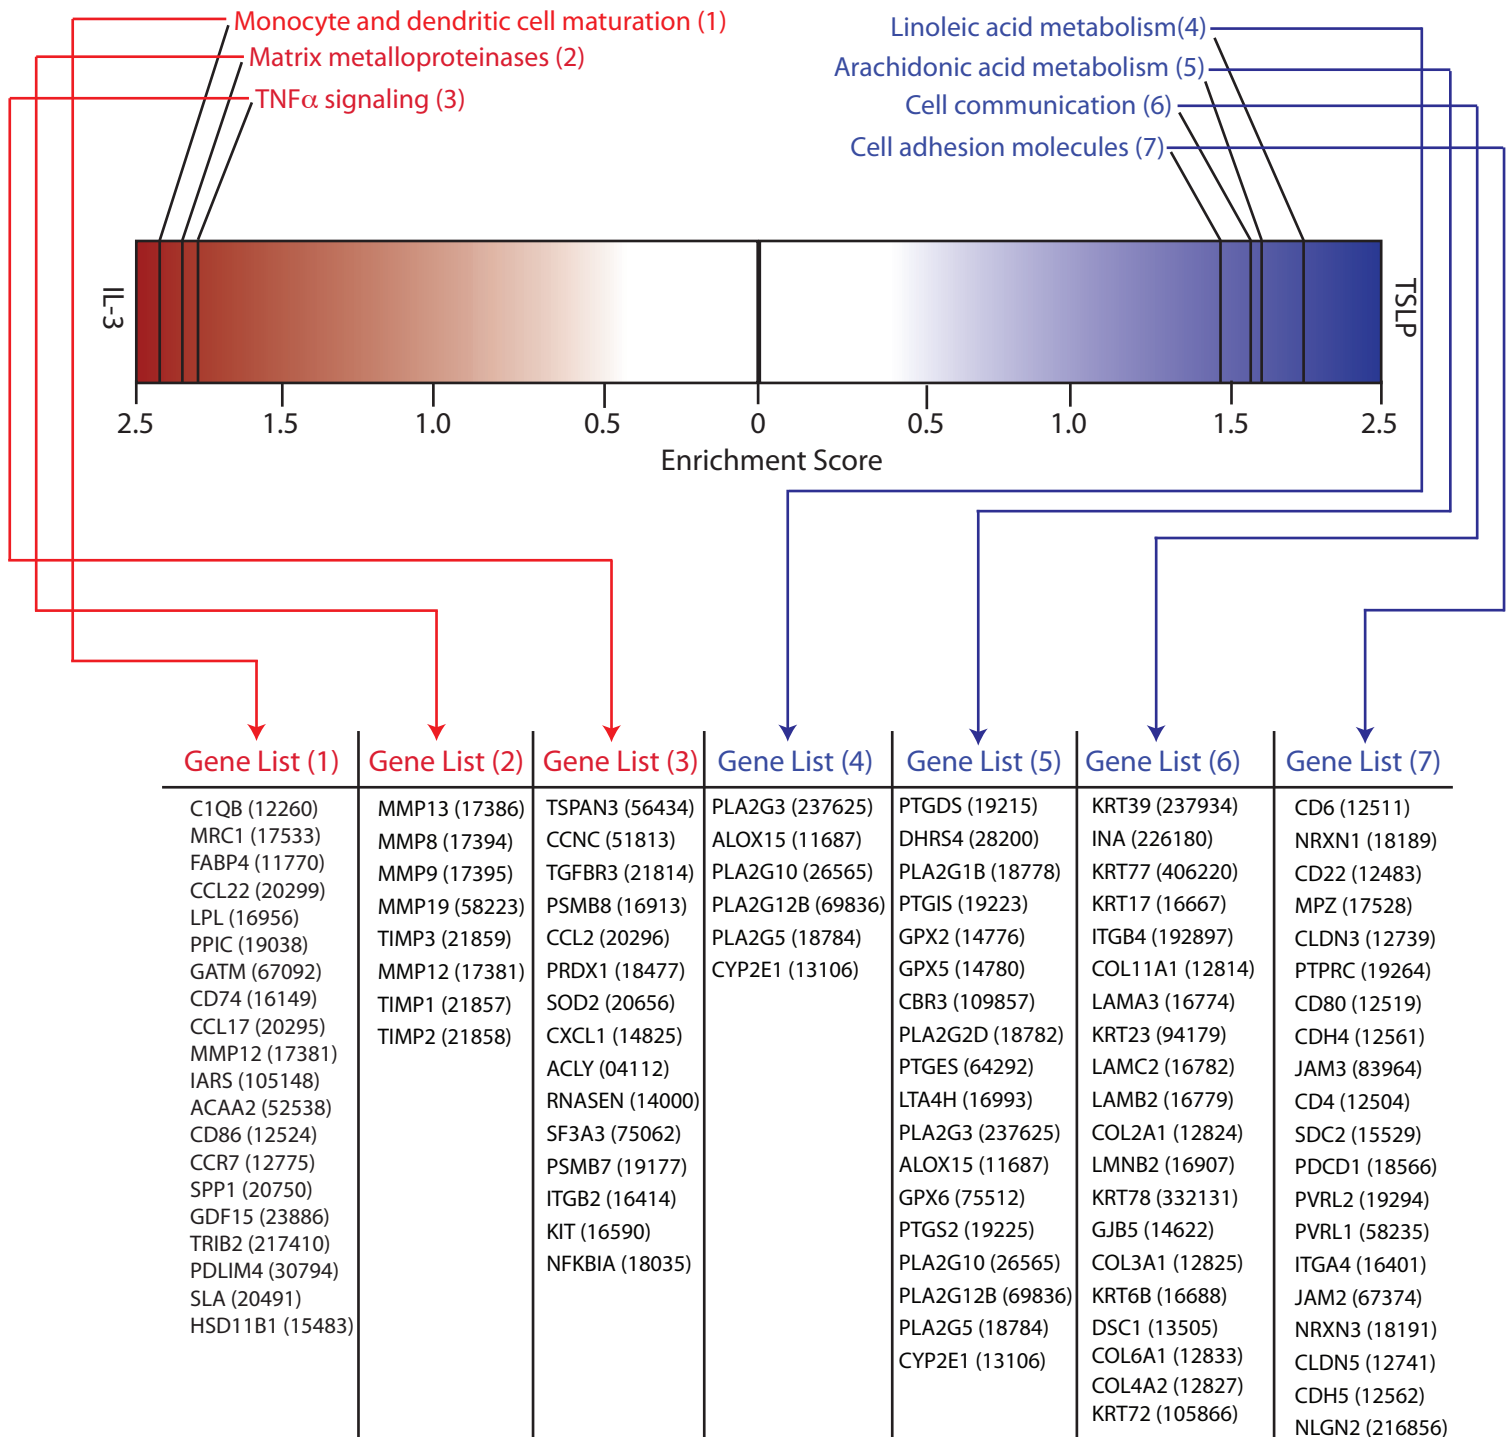 Monocyte and dendritic cell maturation (1)
Matrix metalloproteinases (2)
TNFα signaling (3)
Linoleic acid metabolism(4)
Arachidonic acid metabolism (5)
Cell communication (6)
Cell adhesion molecules (7)
IL-3
TSLP
2.5 1.5 1.0 0.5 0 0.5 1.0 1.5 2.5
Enrichment Score
Gene List (1)
C1QB (12260)
MRC1 (17533)
FABP4 (11770)
CCL22 (20299)
LPL (16956)
PPIC (19038)
GATM (67092)
CD74 (16149)
CCL17 (20295)
MMP12 (17381)
IARS (105148)
ACAA2 (52538)
CD86 (12524)
CCR7 (12775)
SPP1 (20750)
GDF15 (23886)
TRIB2 (217410)
PDLIM4 (30794)
SLA (20491)
HSD11B1 (15483)
Gene List (2)
MMP13 (17386)
MMP8 (17394)
MMP9 (17395)
MMP19 (58223)
TIMP3 (21859)
MMP12 (17381)
TIMP1 (21857)
TIMP2 (21858)
Gene List (3)
TSPAN3 (56434)
CCNC (51813)
TGFBR3 (21814)
PSMB8 (16913)
CCL2 (20296)
PRDX1 (18477)
SOD2 (20656)
CXCL1 (14825)
ACLY (04112)
RNASEN (14000)
SF3A3 (75062)
PSMB7 (19177)
ITGB2 (16414)
KIT (16590)
NFKBIA (18035)
Gene List (4)
PLA2G3 (237625)
ALOX15 (11687)
PLA2G10 (26565)
PLA2G12B (69836)
PLA2G5 (18784)
CYP2E1 (13106)
Gene List (5)
PTGDS (19215)
DHRS4 (28200)
PLA2G1B (18778)
PTGIS (19223)
GPX2 (14776)
GPX5 (14780)
CBR3 (109857)
PLA2G2D (18782)
PTGES (64292)
LTA4H (16993)
PLA2G3 (237625)
ALOX15 (11687)
GPX6 (75512)
PTGS2 (19225)
PLA2G10 (26565)
PLA2G12B (69836)
PLA2G5 (18784)
CYP2E1 (13106)
Gene List (6)
KRT39 (237934)
INA (226180)
KRT77 (406220)
KRT17 (16667)
ITGB4 (192897)
COL11A1 (12814)
LAMA3 (16774)
KRT23 (94179)
LAMC2 (16782)
LAMB2 (16779)
COL2A1 (12824)
LMNB2 (16907)
KRT78 (332131)
GJB5 (14622)
COL3A1 (12825)
KRT6B (16688)
DSC1 (13505)
COL6A1 (12833)
COL4A2 (12827)
KRT72 (105866)
Gene List (7)
CD6 (12511)
NRXN1 (18189)
CD22 (12483)
MPZ (17528)
CLDN3 (12739)
PTPRC (19264)
CD80 (12519)
CDH4 (12561)
JAM3 (83964)
CD4 (12504)
SDC2 (15529)
PDCD1 (18566)
PVRL2 (19294)
PVRL1 (58235)
ITGA4 (16401)
JAM2 (67374)
NRXN3 (18191)
CLDN5 (12741)
CDH5 (12562)
NLGN2 (216856)